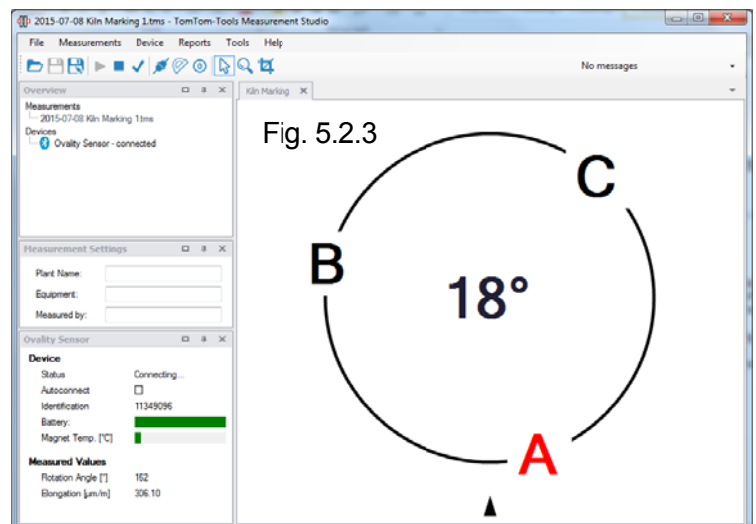 2015-07-08 Kiln Marking 1.tms - TomTom-Tools Measurement Studio
File Measurements Device Reports Tools Help
No messages
Overview
Measurements
2015-07-08 Kiln Marking 1.tms
Devices
Ovality Sensor - connected
Measurement Settings
Plant Name:
Equipment:
Measured by:
Ovality Sensor
Device
Status Connecting...
Autoconnect
Identification 11349096
Battery:
Magnet Temp. [°C]
Measured Values
Rotation Angle [°] 162
Elongation [µm/m] 306.10
Kiln Marking
Fig. 5.2.3
C
B
18°
A